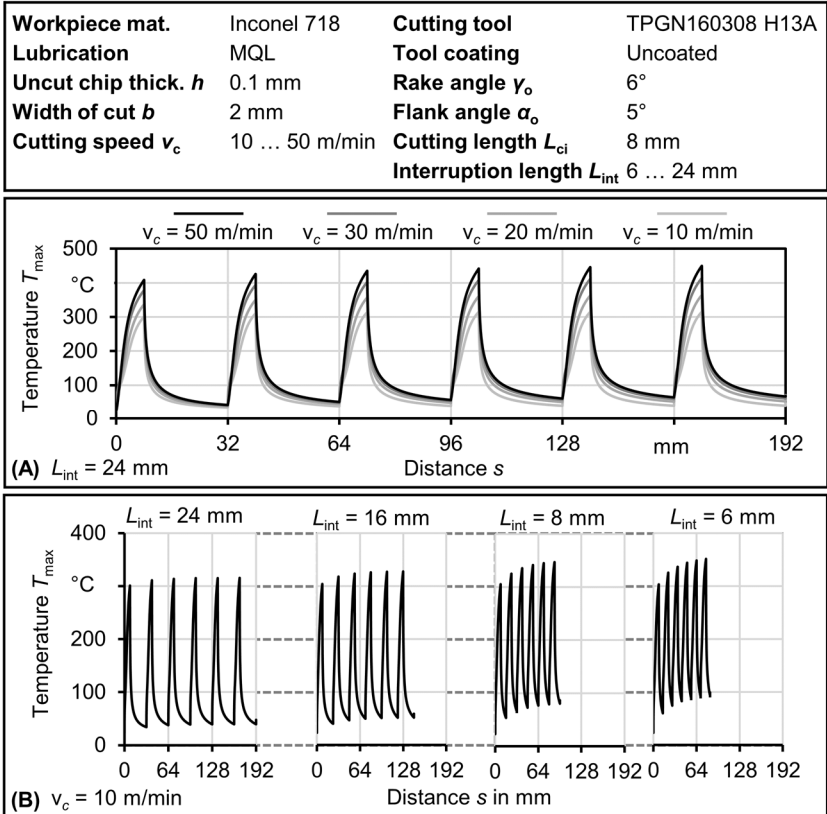 Workpiece mat. Inconel 718 Cutting tool TPGN160308 H13A
Lubrication MQL Tool coating Uncoated
Uncut chip thick. h 0.1 mm Rake angle γo 6°
Width of cut b 2 mm Flank angle αo 5°
Cutting speed vc 10 … 50 m/min Cutting length Lci 8 mm
Interruption length Lint 6 … 24 mm
vc = 50 m/min vc = 30 m/min vc = 20 m/min vc = 10 m/min
Temperature Tmax
500
°C
300
200
100
0
0 32 64 96 128 mm 192
(A) Lint = 24 mm Distance s
Lint = 24 mm Lint = 16 mm Lint = 8 mm Lint = 6 mm
Temperature Tmax
400
°C
200
100
0
0 64 128 192 0 64 128 192 0 64 128 192 0 64 128 192
(B) vc = 10 m/min Distance s in mm